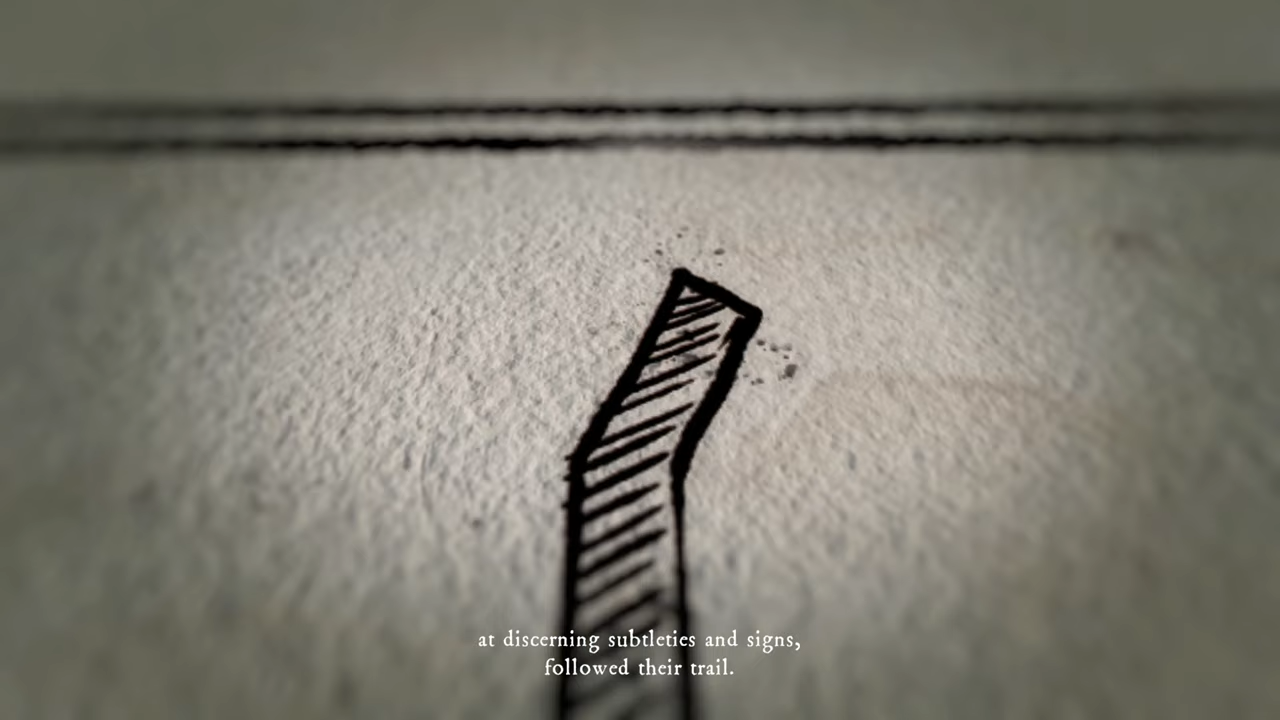 at discerning subtleties and signs,
followed their trail.